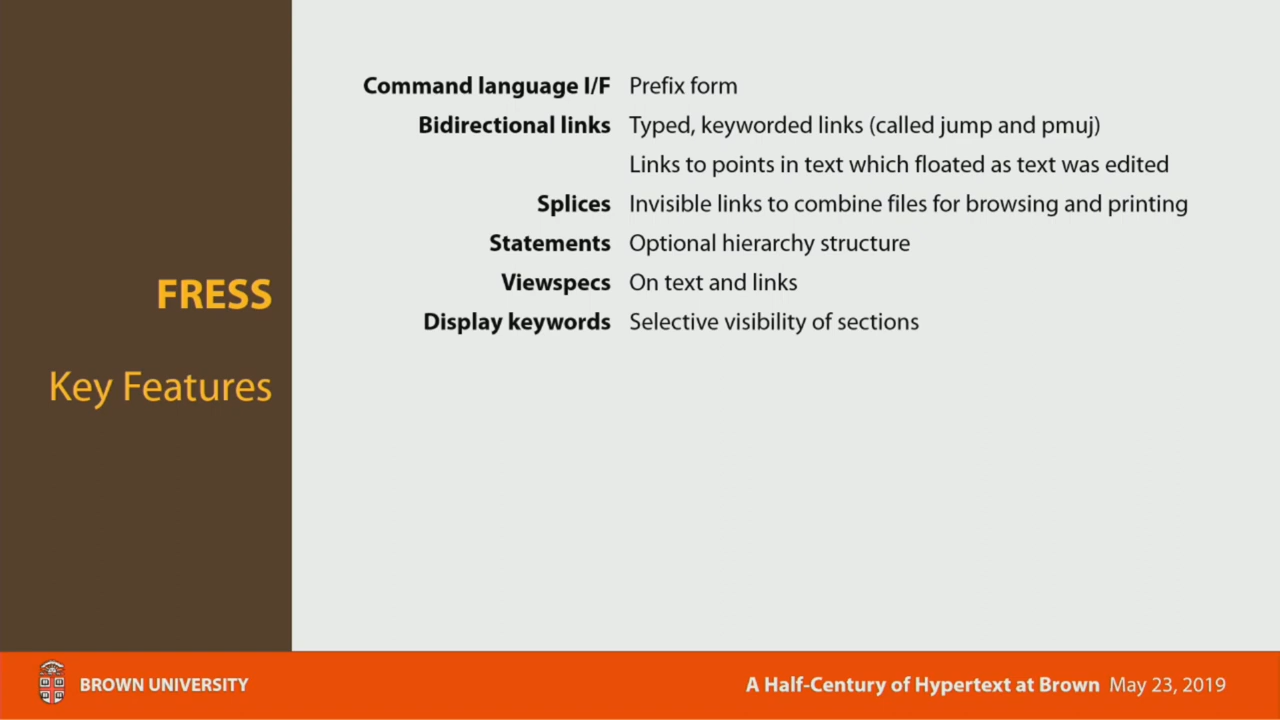 FRESS
Key Features
Command language I/F Prefix form
Bidirectional links Typed, keyworded links (called jump and pmuj)
Links to points in text which floated as text was edited
Splices Invisible links to combine files for browsing and printing
Statements Optional hierarchy structure
Viewspecs On text and links
Display keywords Selective visibility of sections
BROWN UNIVERSITY
A Half-Century of Hypertext at Brown May 23, 2019